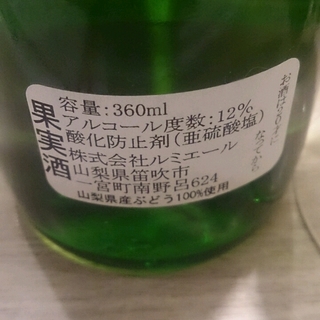 果実酒
容量:360ml
アルコール度数:12%
酸化防止剤(亜硫酸塩)
株式会社ルミエール
山梨県笛吹市
一宮町南野呂624
山梨県産ぶどう100%使用
お酒は20才に
なってから